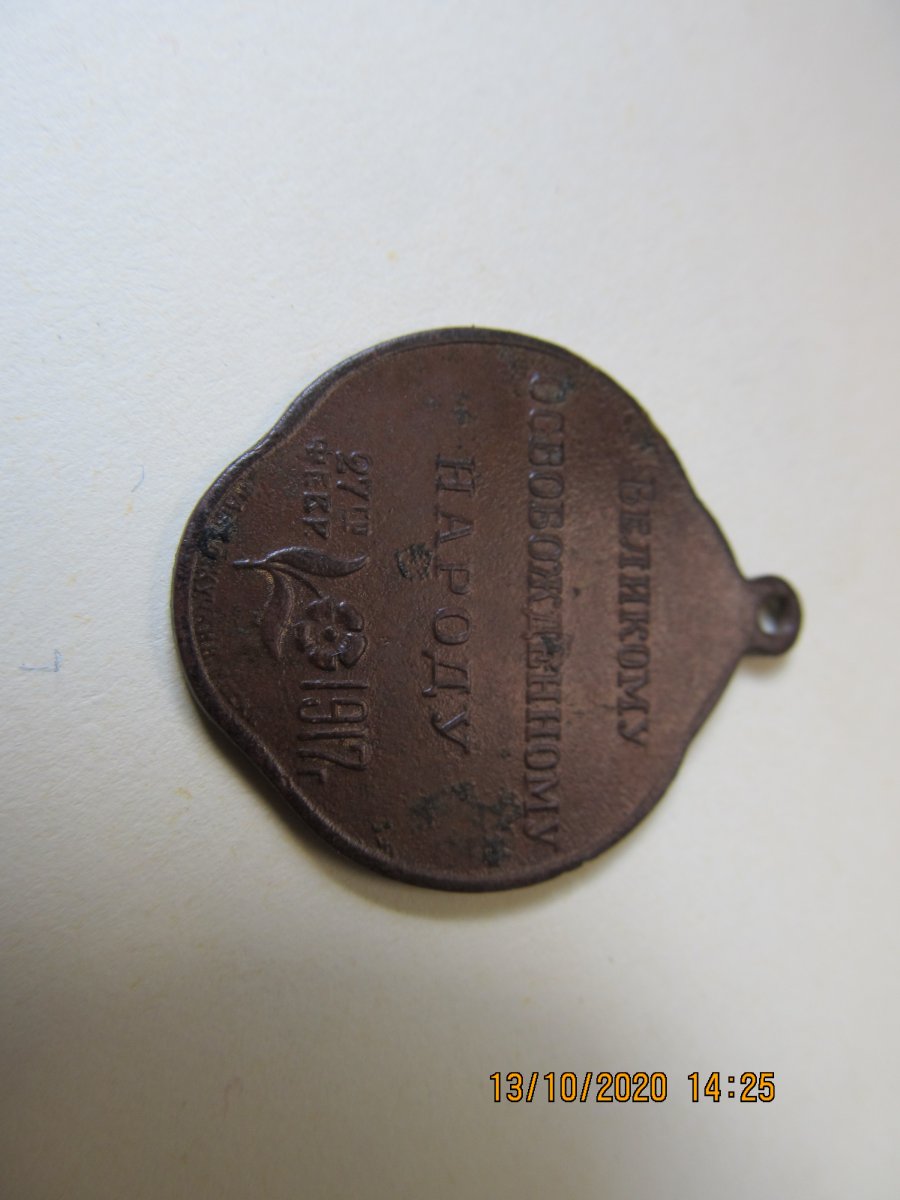 ВЕЛИКОМУ
ОСВОБОЖДЕННОМУ
НАРОДУ
27го 1917г
ФЕВР
13/10/2020 14:25